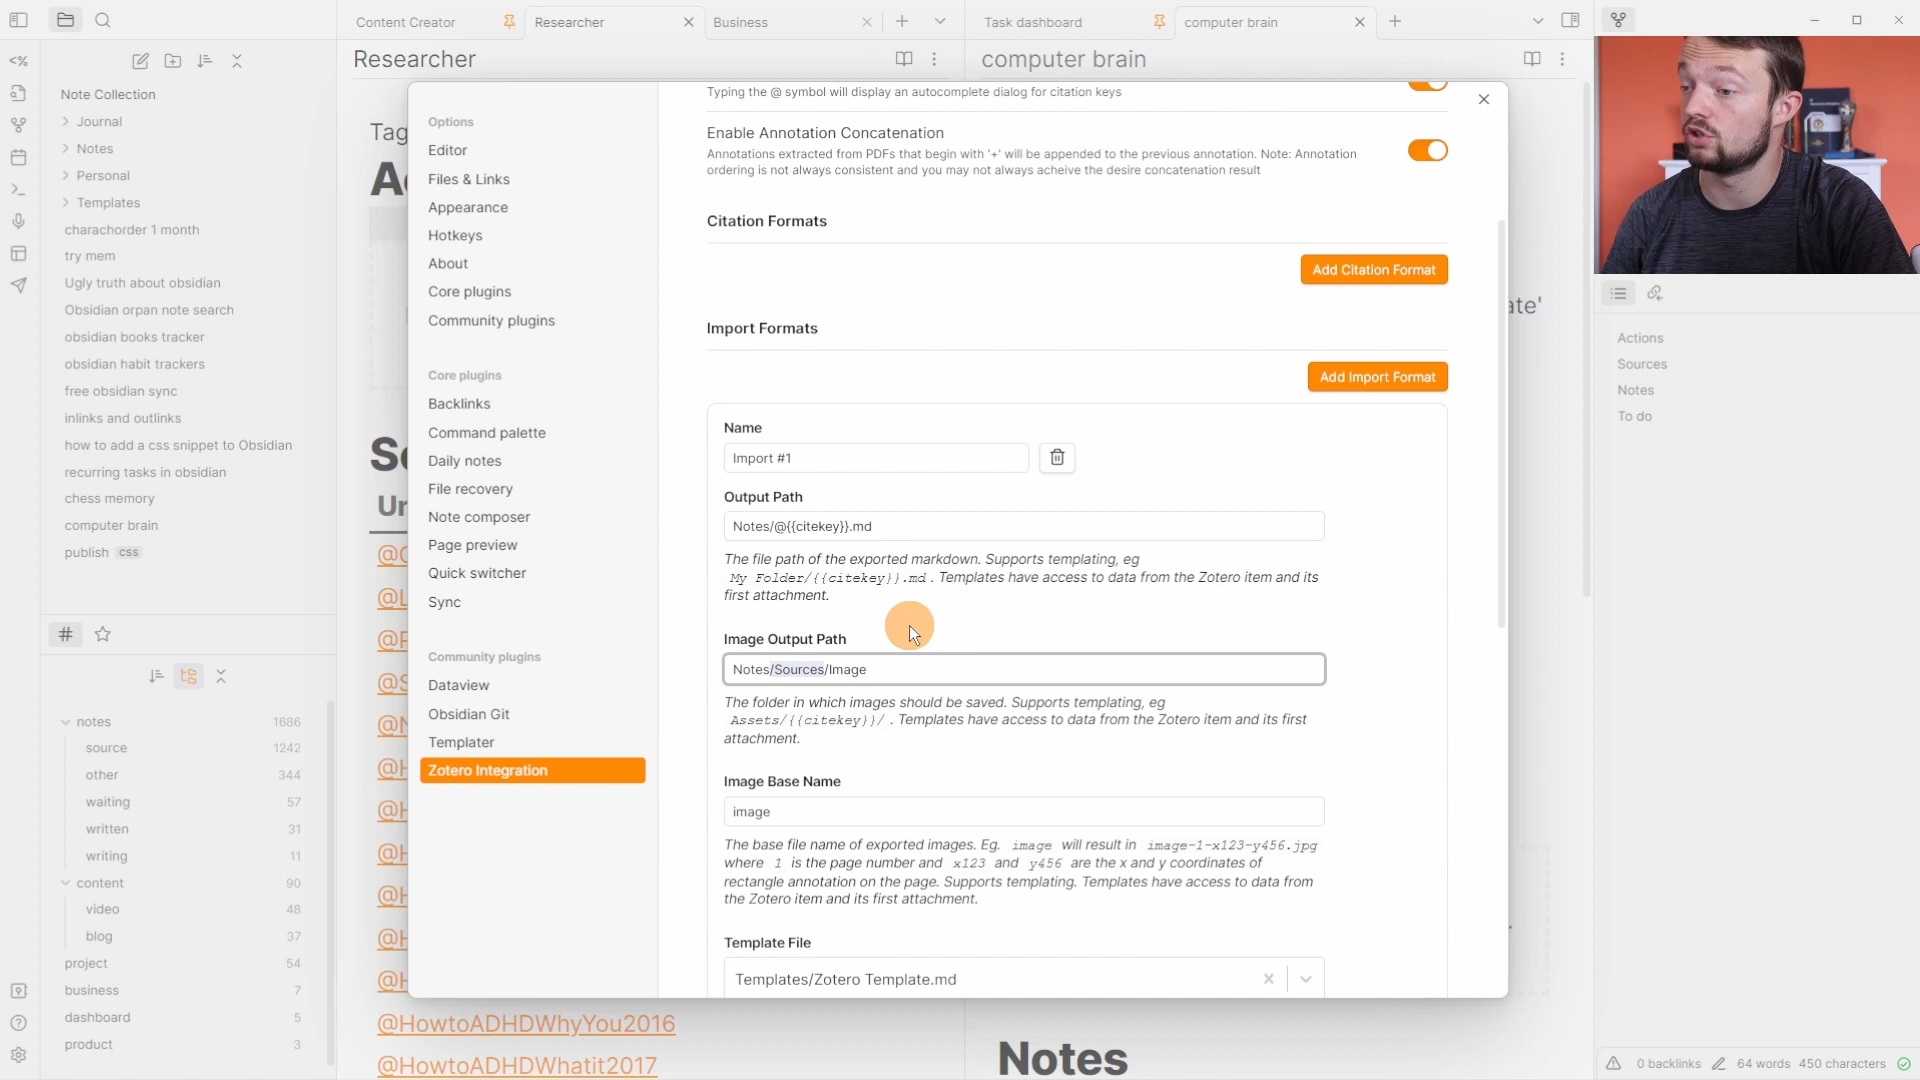 Content Creator
Researcher
Business
Task dashboard
computer brain
Researcher
computer brain
Note Collection
Journal
Notes
Personal
Templates
charachorder 1 month
try mem
Ugly truth about obsidian
Obsidian orpan note search
obsidian books tracker
obsidian habit trackers
free obsidian sync
inlinks and outlinks
how to add a css snippet to Obsidian
recurring tasks in obsidian
chess memory
computer brain
publish css
notes 1686
source 1242
other 344
waiting 57
written 31
writing 11
content 90
video 48
blog 37
project 54
business 7
dashboard 5
product 3
Tag
Options
Editor
Files & Links
Appearance
Hotkeys
About
Core plugins
Community plugins
Core plugins
Backlinks
Command palette
Daily notes
File recovery
Note composer
Page preview
Quick switcher
Sync
Community plugins
Dataview
Obsidian Git
Templater
Zotero Integration
Typing the @ symbol will display an autocomplete dialog for citation keys
Enable Annotation Concatenation
Annotations extracted from PDFs that begin with '+' will be appended to the previous annotation. Note: Annotation
ordering is not always consistent and you may not always acheive the desire concatenation result
Citation Formats
Add Citation Format
Import Formats
Add Import Format
Name
Import #1
Output Path
Notes/@{{citekey}}.md
The file path of the exported markdown. Supports templating, eg
My Folder/{{citekey}}.md . Templates have access to data from the Zotero item and its
first attachment.
Image Output Path
Notes/Sources/Image
The folder in which images should be saved. Supports templating, eg
Assets/{{citekey}}/ . Templates have access to data from the Zotero item and its first
attachment.
Image Base Name
image
The base file name of exported images. Eg. image will result in image-1-x123-y456.jpg
where 1 is the page number and x123 and y456 are the x and y coordinates of
rectangle annotation on the page. Supports templating. Templates have access to data from
the Zotero item and its first attachment.
Template File
Templates/Zotero Template.md
@HowtoADHDWhyYou2016
@HowtoADHDWhatit2017
Notes
ate'
Actions
Sources
Notes
To do
0 backlinks 64 words 450 characters